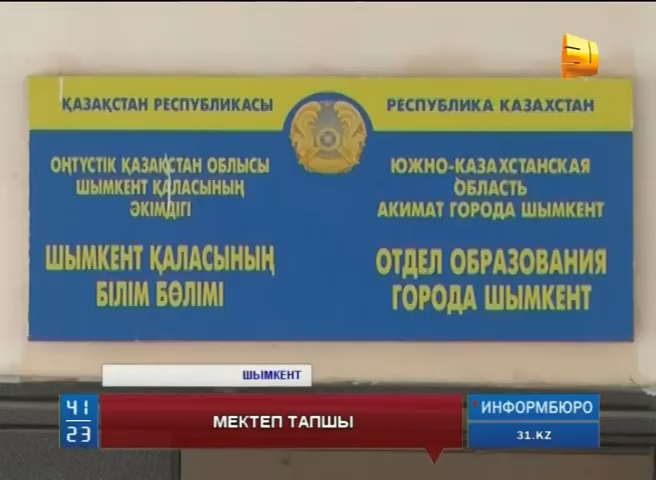 ҚАЗАҚСТАН РЕСПУБЛИКАСЫ
ОҢТҮСТІК ҚАЗАҚСТАН ОБЛЫСЫ
ШЫМКЕНТ ҚАЛАСЫНЫҢ
ӘКІМДІГІ
ШЫМКЕНТ ҚАЛАСЫНЫҢ
БІЛІМ БӨЛІМІ
РЕСПУБЛИКА КАЗАХСТАН
ЮЖНО-КАЗАХСТАНСКАЯ
ОБЛАСТЬ
АКИМАТ ГОРОДА ШЫМКЕНТ
ОТДЕЛ ОБРАЗОВАНИЯ
ГОРОДА ШЫМКЕНТ
ШЫМКЕНТ
41
23
МЕКТЕП ТАПШЫ
ИНФОРМБЮРО
31.KZ